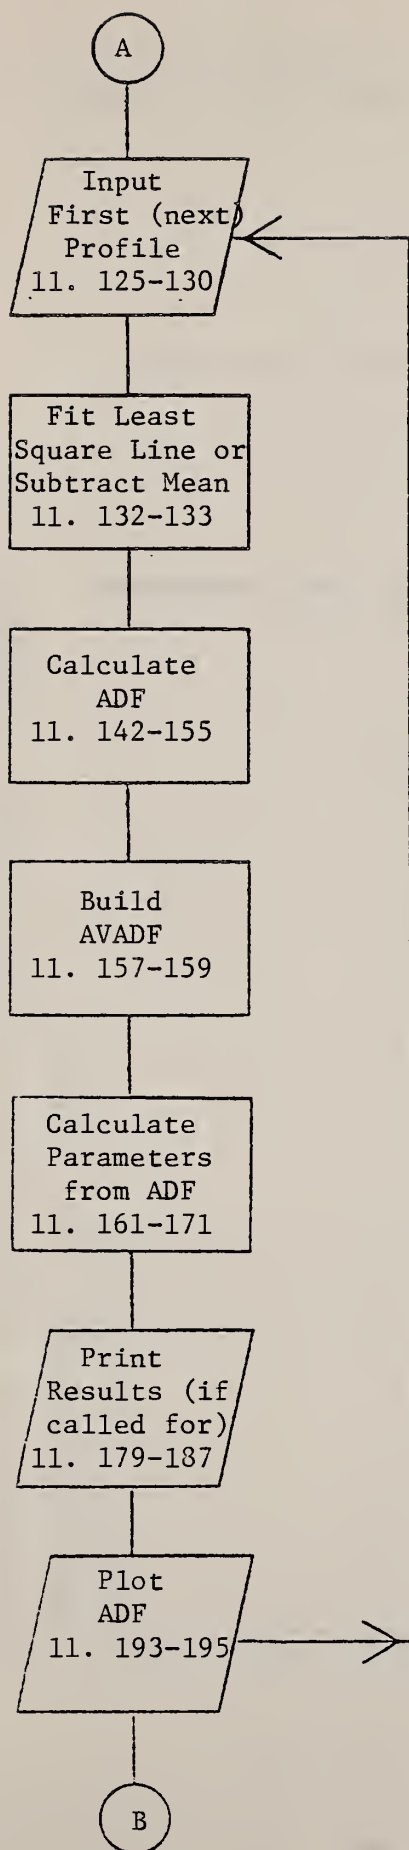 A
Input
First (next)
Profile
11. 125-130
Fit Least
Square Line or
Subtract Mean
11. 132-133
Calculate
ADF
11. 142-155
Build
AVADF
11. 157-159
Calculate
Parameters
from ADF
11. 161-171
Print
Results (if
called for)
11. 179-187
Plot
ADF
11. 193-195
B